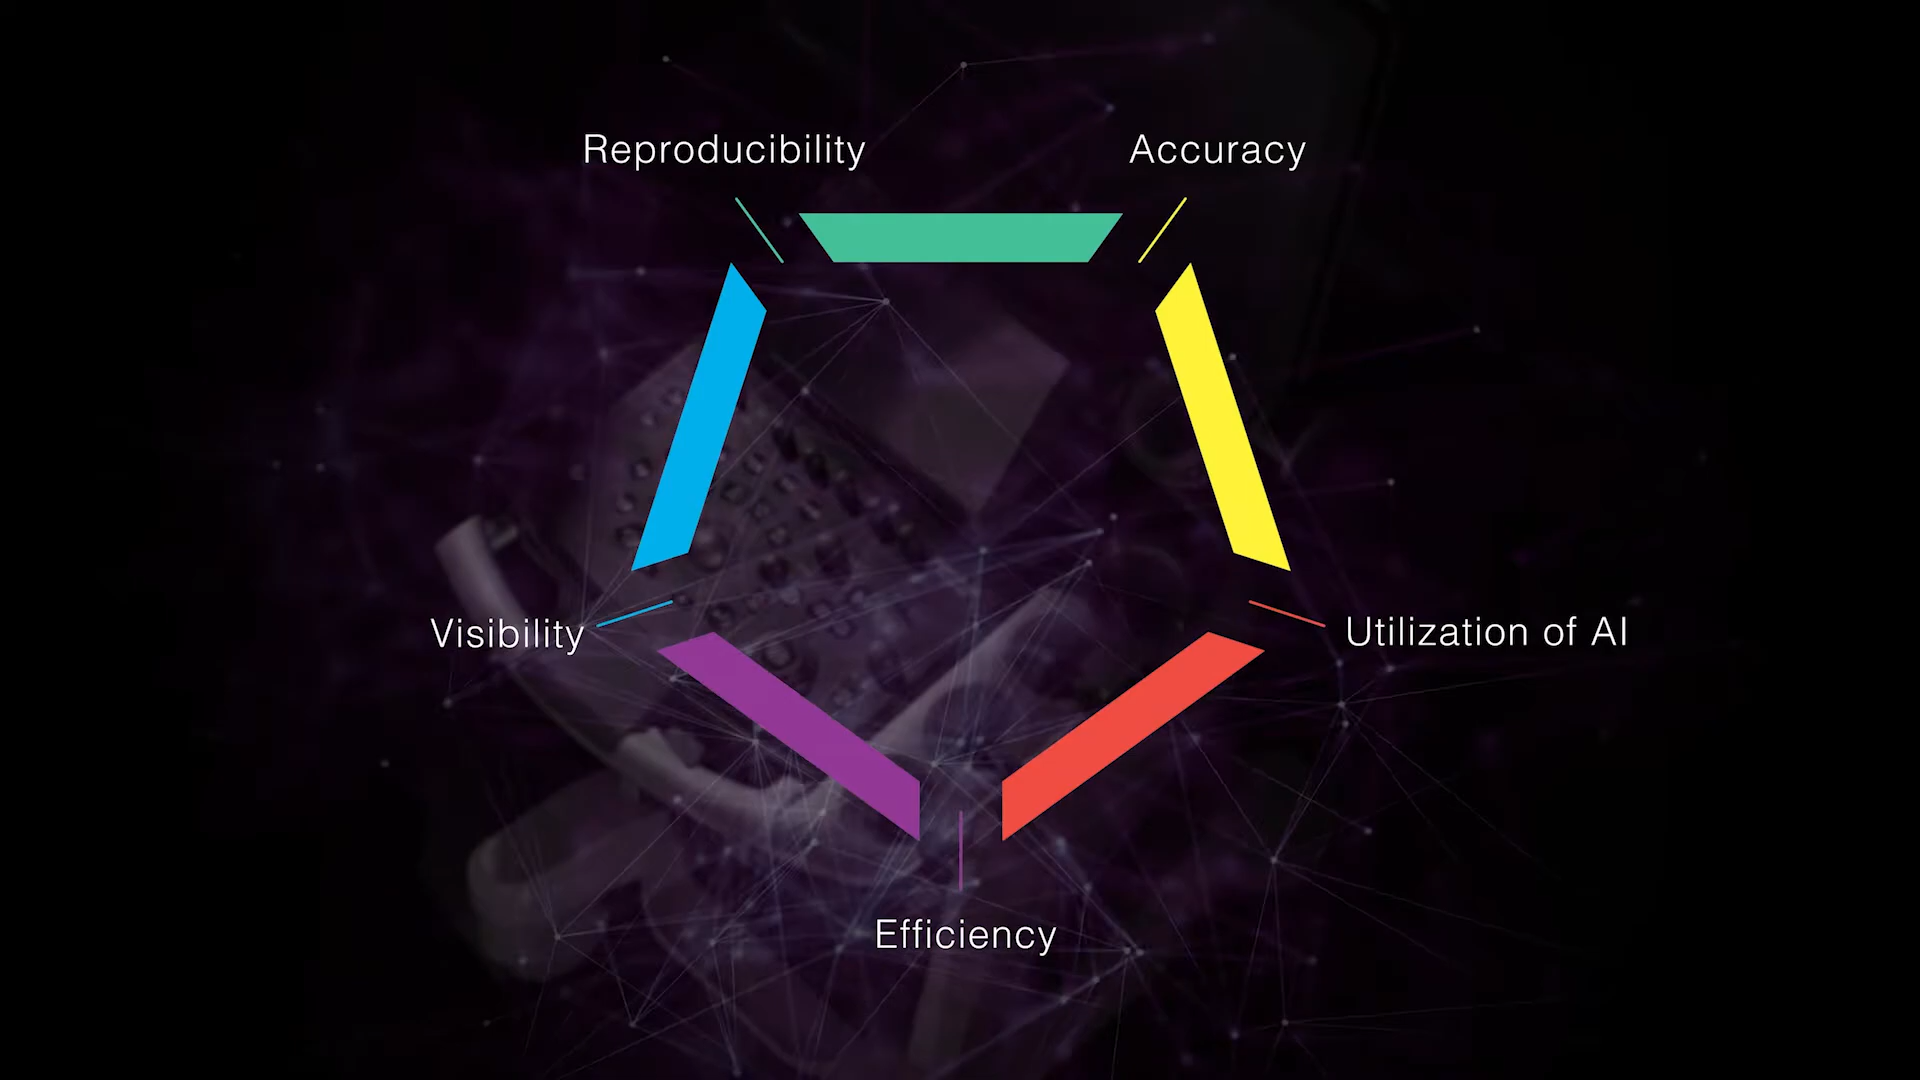 Reproducibility
Accuracy
Visibility
Utilization of AI
Efficiency